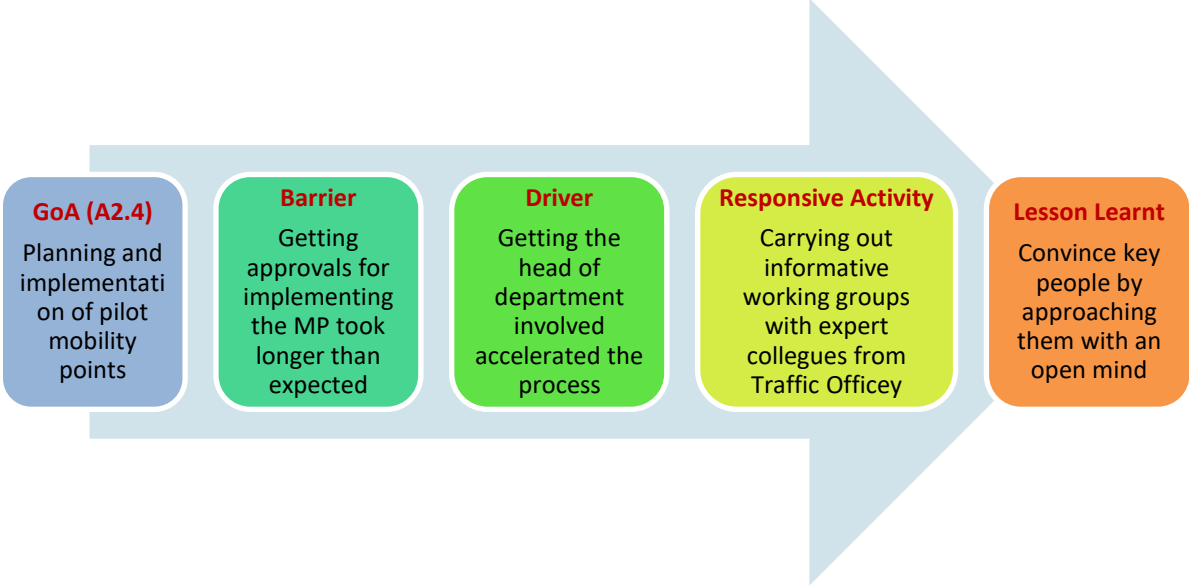 GoA (A2.4)
Planning and
implementati
on of pilot
mobility
points
Barrier
Getting
approvals for
implementing
the MP took
longer than
expected
Driver
Getting the
head of
department
involved
accelerated the
process
Responsive Activity
Carrying out
informative
working groups
with expert
collegues from
Traffic Officey
Lesson Learnt
Convince key
people by
approaching
them with an
open mind